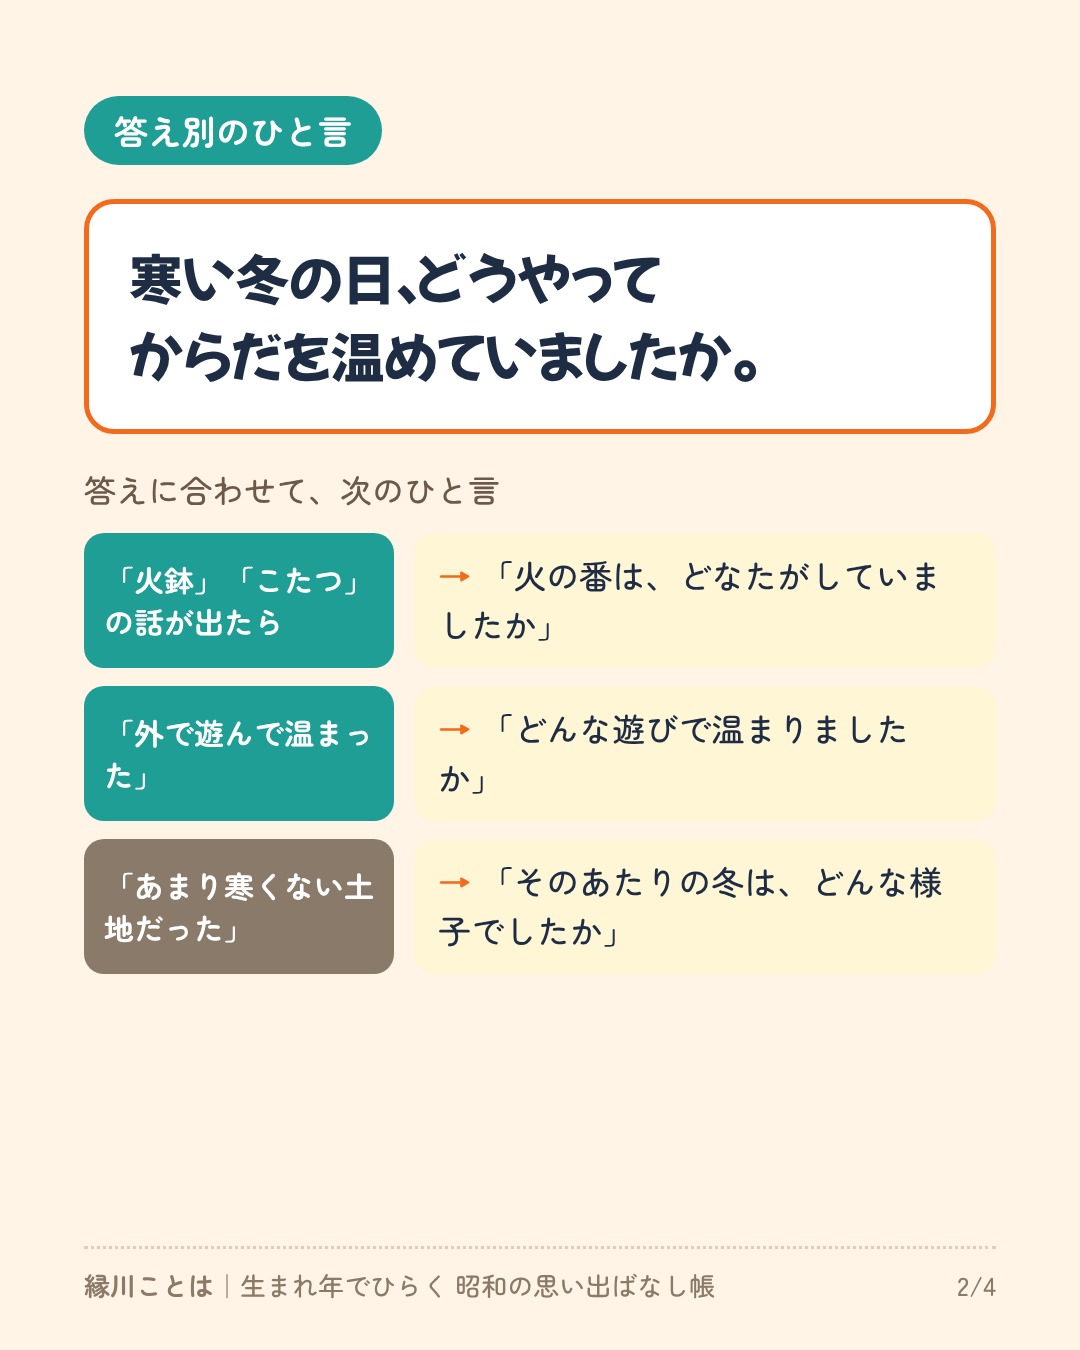 答え別のひと言
寒い冬の日、どうやって
からだを温めていましたか。
答えに合わせて、次のひと言
「火鉢」「こたつ」
の話が出たら
→「火の番は、どなたがしていま
したか」
「外で遊んで温まっ
た」
→「どんな遊びで温まりました
か」
「あまり寒くない土
地だった」
→「そのあたりの冬は、どんな様
子でしたか」
縁川ことは｜生まれ年でひらく 昭和の思い出ばなし帳
2/4